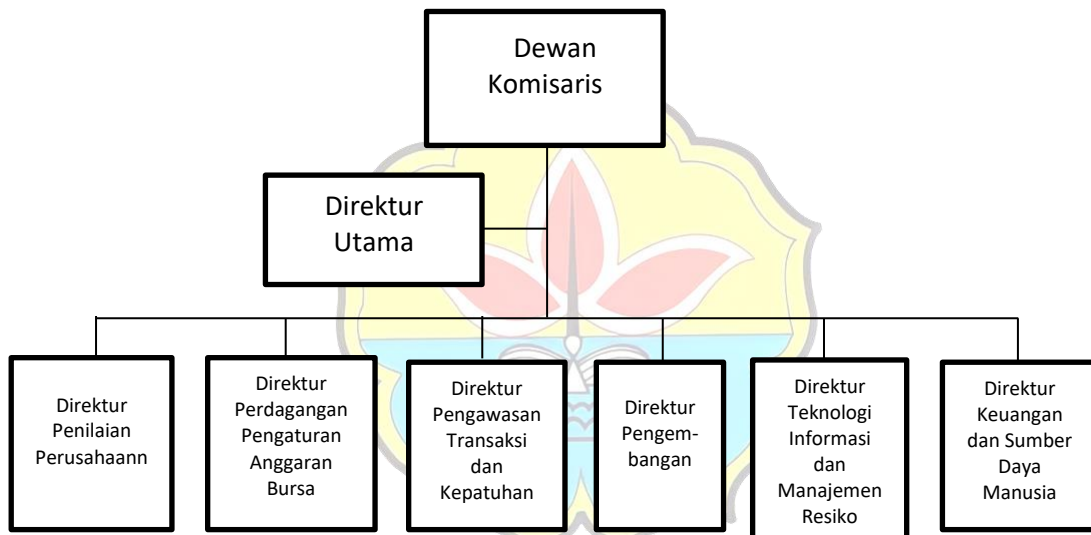 Dewan
Komisaris
Direktur
Utama
Direktur
Penilaian
Perusahaann
Direktur
Perdagangan
Pengaturan
Anggaran
Bursa
Direktur
Pengawasan
Transaksi
dan
Kepatuhan
Direktur
Pengem-
bangan
Direktur
Teknologi
Informasi
dan
Manajemen
Resiko
Direktur
Keuangan
dan Sumber
Daya
Manusia